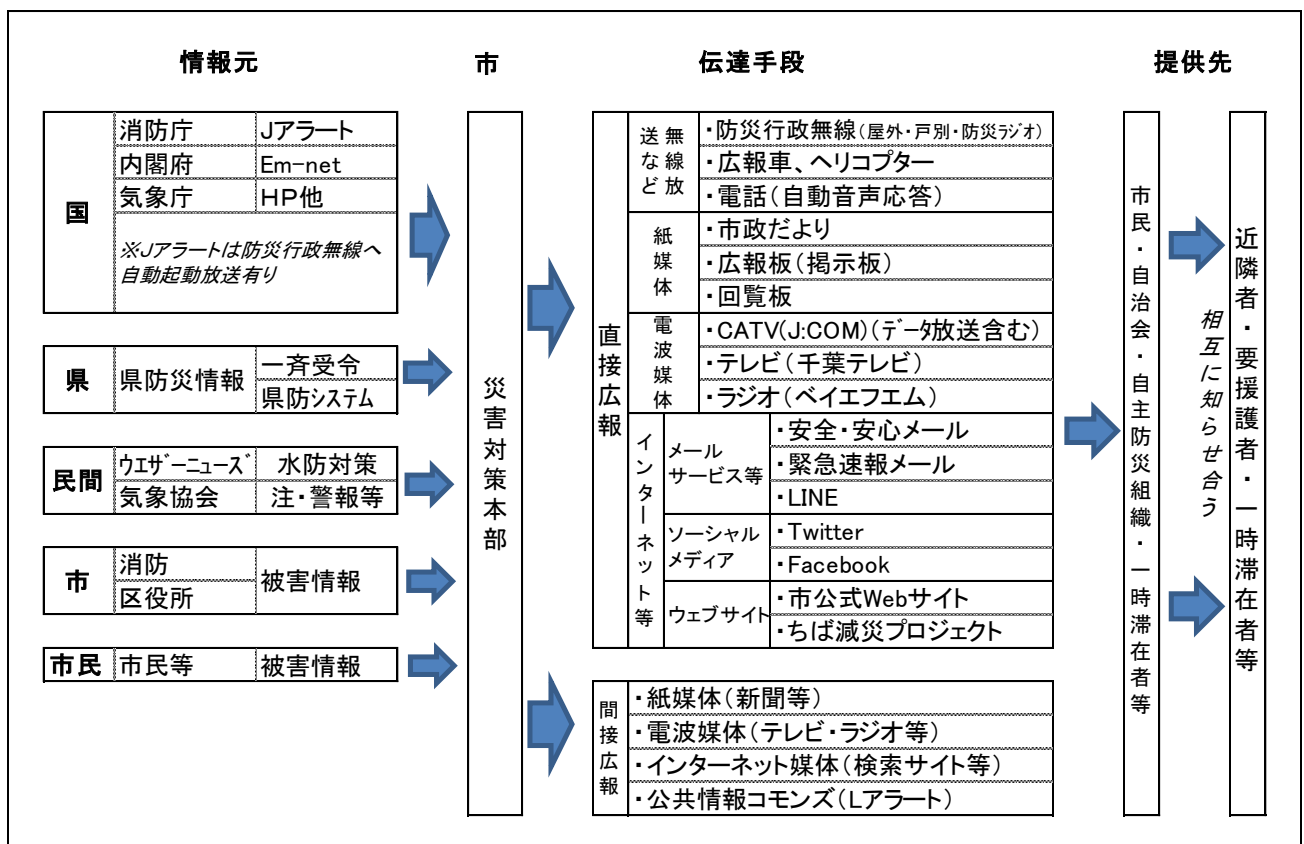 情報元
市
伝達手段
提供先
国
消防庁
Jアラート
内閣府
Em-net
気象庁
HP他
※Jアラートは防災行政無線へ
自動起動放送有り
県
県防災情報
一斉受令
県防システム
民間
ウエザーニューズ
水防対策
気象協会
注・警報等
市
消防
区役所
被害情報
市民
市民等
被害情報
災害対策本部
直接広報
無線放送など
・防災行政無線(屋外・戸別・防災ラジオ)
・広報車、ヘリコプター
・電話(自動音声応答)
紙媒体
・市政だより
・広報板(掲示板)
・回覧板
電波媒体
・CATV(J:COM)(データ放送含む)
・テレビ(千葉テレビ)
・ラジオ(ベイエフエム)
インターネット等
メール
サービス等
・安全・安心メール
・緊急速報メール
・LINE
ソーシャル
メディア
・Twitter
・Facebook
ウェブサイト
・市公式Webサイト
・ちば減災プロジェクト
間接広報
・紙媒体(新聞等)
・電波媒体(テレビ・ラジオ等)
・インターネット媒体(検索サイト等)
・公共情報コモンズ(Lアラート)
市民・自治会・自主防災組織・一時滞在者等
相互に知らせ合う
近隣者・要援護者・一時滞在者等